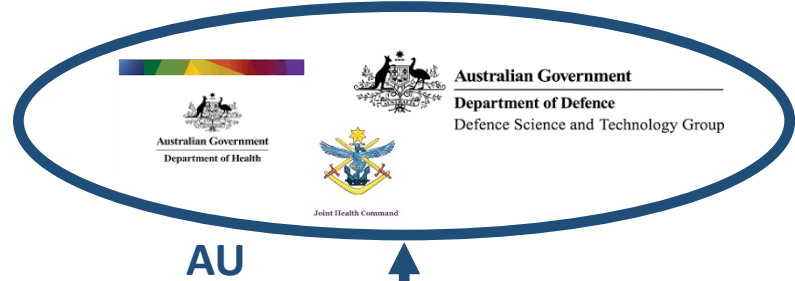 Australian Government
Department of Defence
Defence Science and Technology Group
Australian Government
Department of Health
Joint Health Command
AU